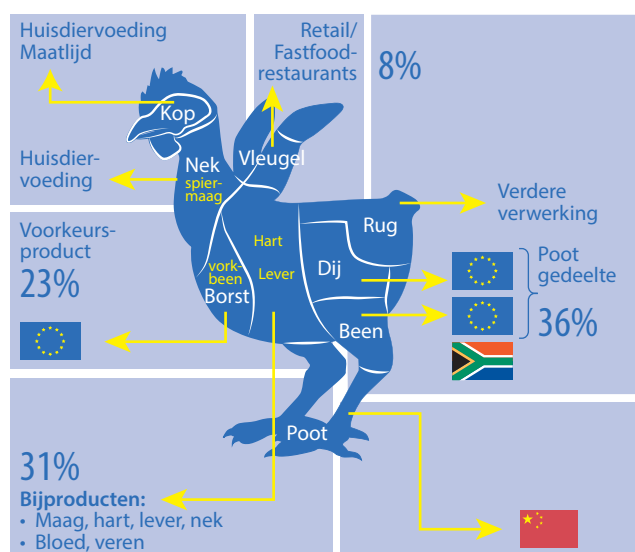 Huisdiervoeding
Maatlijd
Retail/
Fastfood-
restaurants
8%
Kop
Nek
spier-
maag
Vleugel
Huisdier-
voeding
Verdere
verwerking
Rug
Voorkeurs-
product
23%
Hart
Lever
vork-
been
Borst
Dij
Been
Poot
gedeelte
36%
Poot
31%
Bijproducten:
• Maag, hart, lever, nek
• Bloed, veren